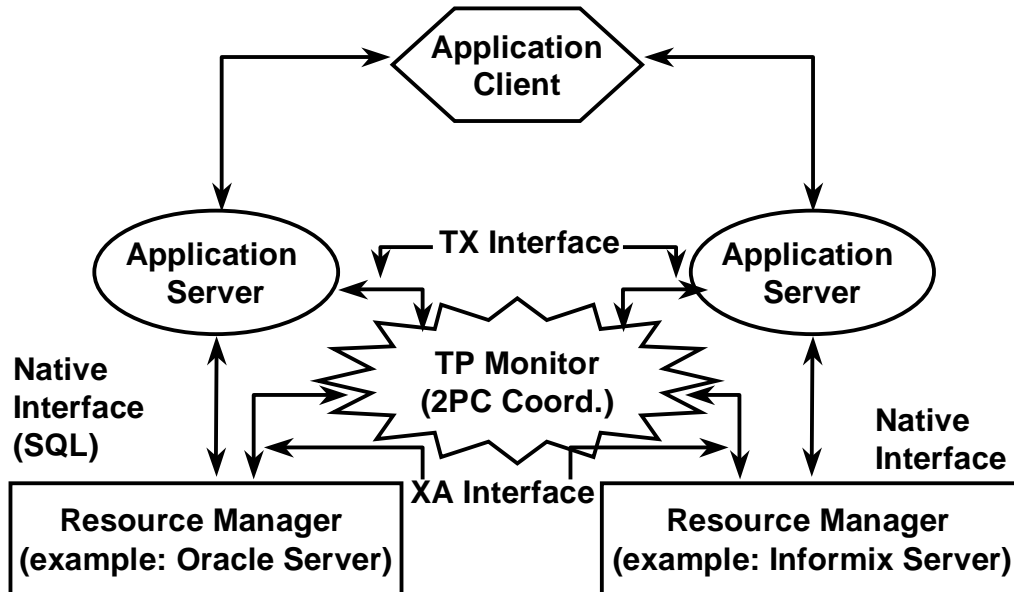 Application
Client
Application
Server
TX Interface
Application
Server
TP Monitor
(2PC Coord.)
Native
Interface
(SQL)
Native
Interface
XA Interface
Resource Manager
(example: Oracle Server)
Resource Manager
(example: Informix Server)